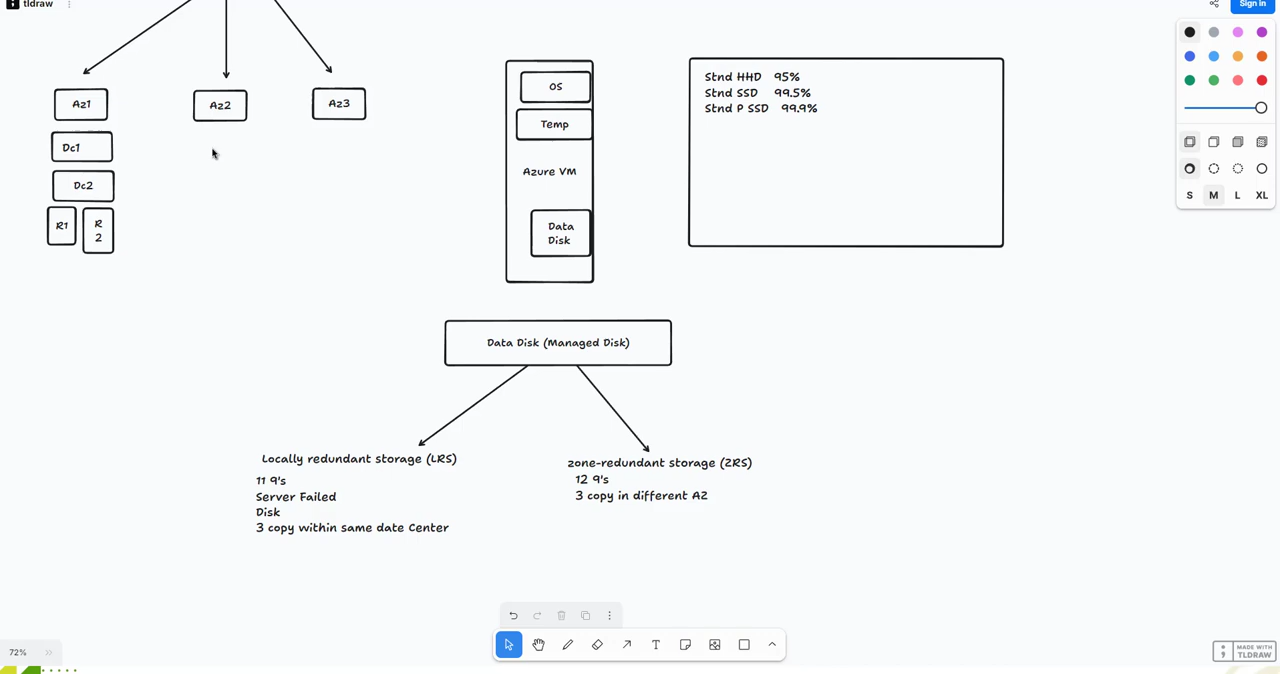 tldraw
Sign in
Az1
Az2
Az3
Dc1
Dc2
R1
R
2
OS
Temp
Azure VM
Data
Disk
Stnd HHD 95%
Stnd SSD 99.5%
Stnd P SSD 99.9%
Data Disk (Managed Disk)
Locally redundant storage (LRS)
11 9's
Server Failed
Disk
3 copy within same date Center
zone-redundant storage (ZRS)
12 9's
3 copy in different AZ
S M L XL
72%
MADE WITH
TLDRAW